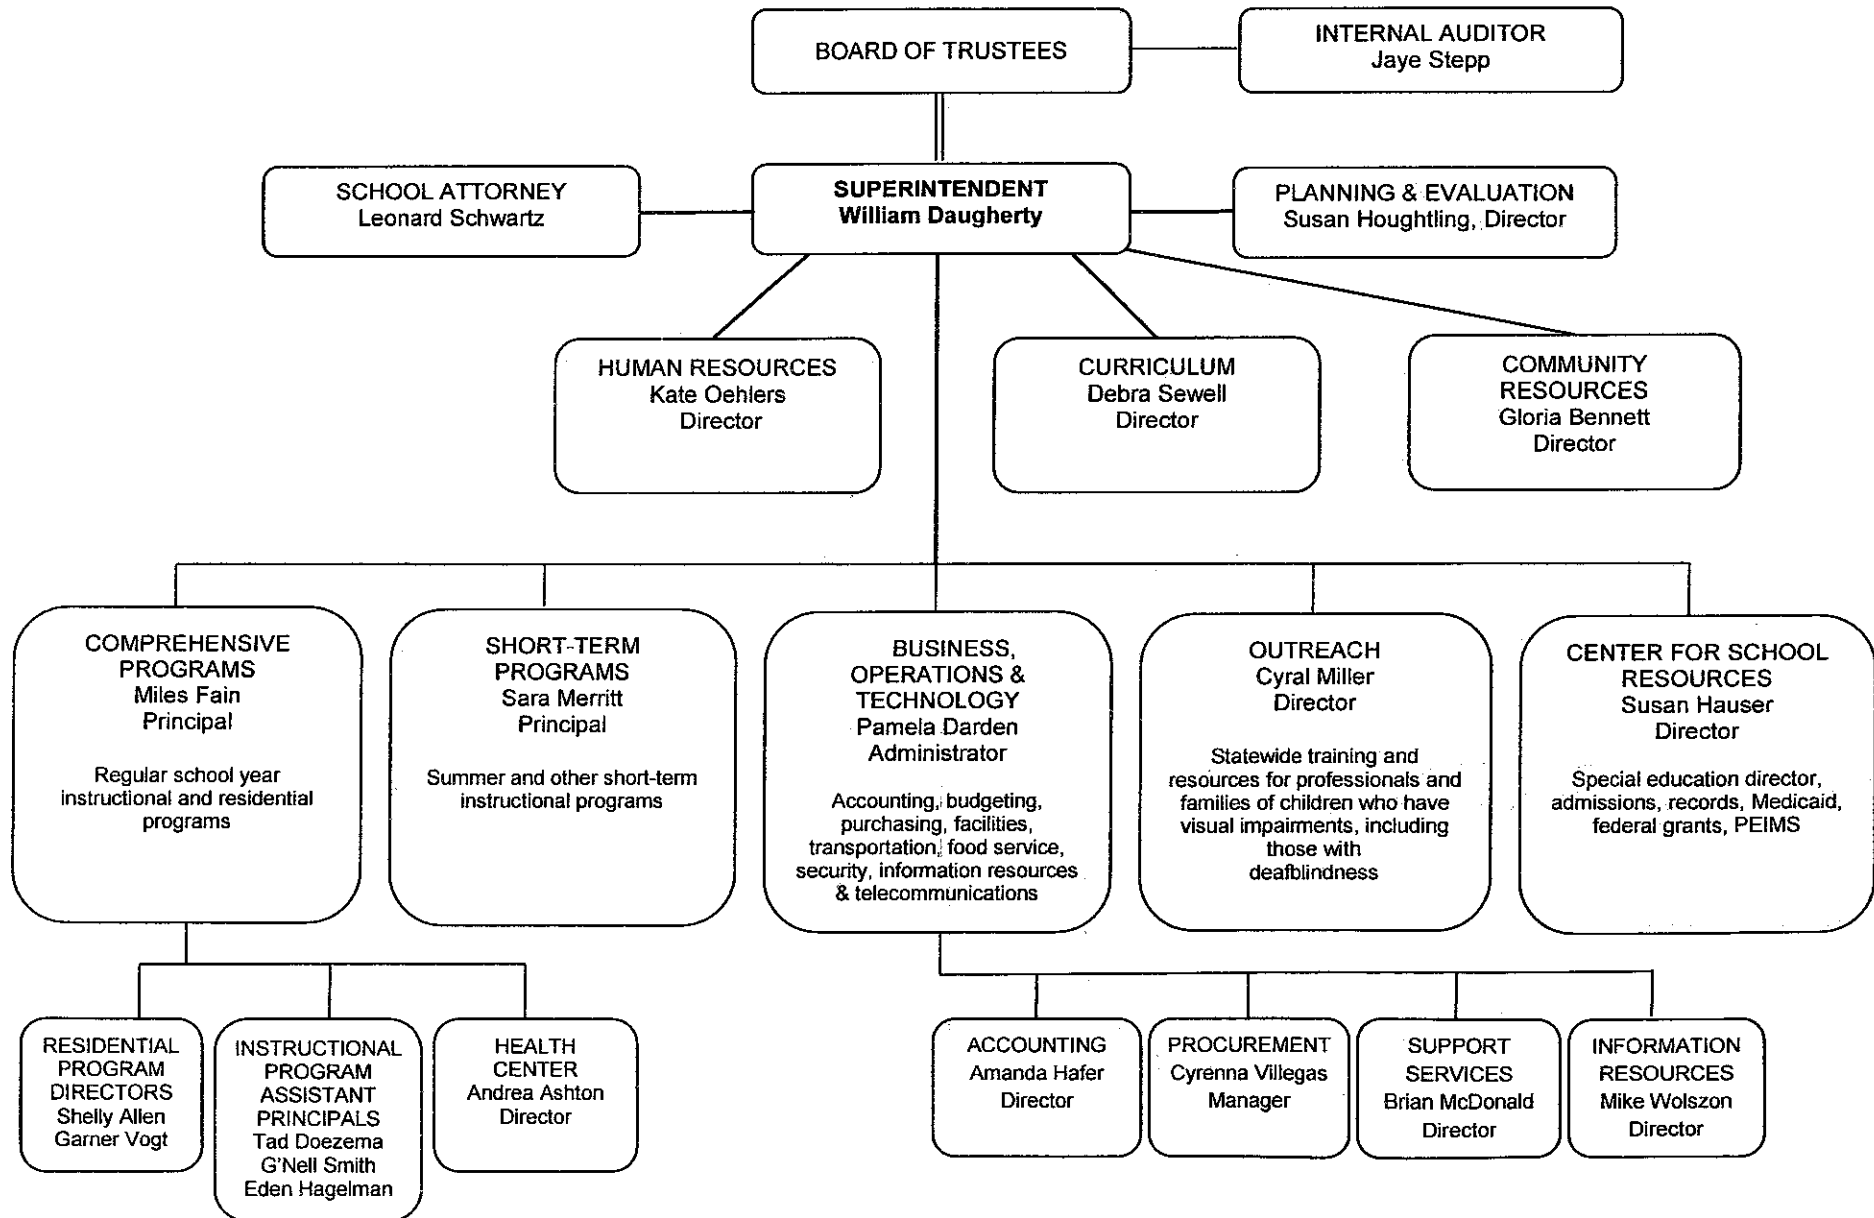 BOARD OF TRUSTEES
INTERNAL AUDITOR
Jaye Stepp
SCHOOL ATTORNEY
Leonard Schwartz
SUPERINTENDENT
William Daugherty
PLANNING & EVALUATION
Susan Houghtling, Director
HUMAN RESOURCES
Kate Oehlers
Director
CURRICULUM
Debra Sewell
Director
COMMUNITY
RESOURCES
Gloria Bennett
Director
COMPREHENSIVE
PROGRAMS
Miles Fain
Principal
Regular school year
instructional and residential
programs
SHORT-TERM
PROGRAMS
Sara Merritt
Principal
Summer and other short-term
instructional programs
BUSINESS,
OPERATIONS &
TECHNOLOGY
Pamela Darden
Administrator
Accounting, budgeting,
purchasing, facilities,
transportation, food service,
security, information resources
& telecommunications
OUTREACH
Cyral Miller
Director
Statewide training and
resources for professionals and
families of children who have
visual impairments, including
those with
deafblindness
CENTER FOR SCHOOL
RESOURCES
Susan Hauser
Director
Special education director,
admissions, records, Medicaid,
federal grants, PEIMS
RESIDENTIAL
PROGRAM
DIRECTORS
Shelly Allen
Garner Vogt
INSTRUCTIONAL
PROGRAM
ASSISTANT
PRINCIPALS
Tad Doezema
G'Nell Smith
Eden Hagelman
HEALTH
CENTER
Andrea Ashton
Director
ACCOUNTING
Amanda Hafer
Director
PROCUREMENT
Cyrenna Villegas
Manager
SUPPORT
SERVICES
Brian McDonald
Director
INFORMATION
RESOURCES
Mike Wolszon
Director